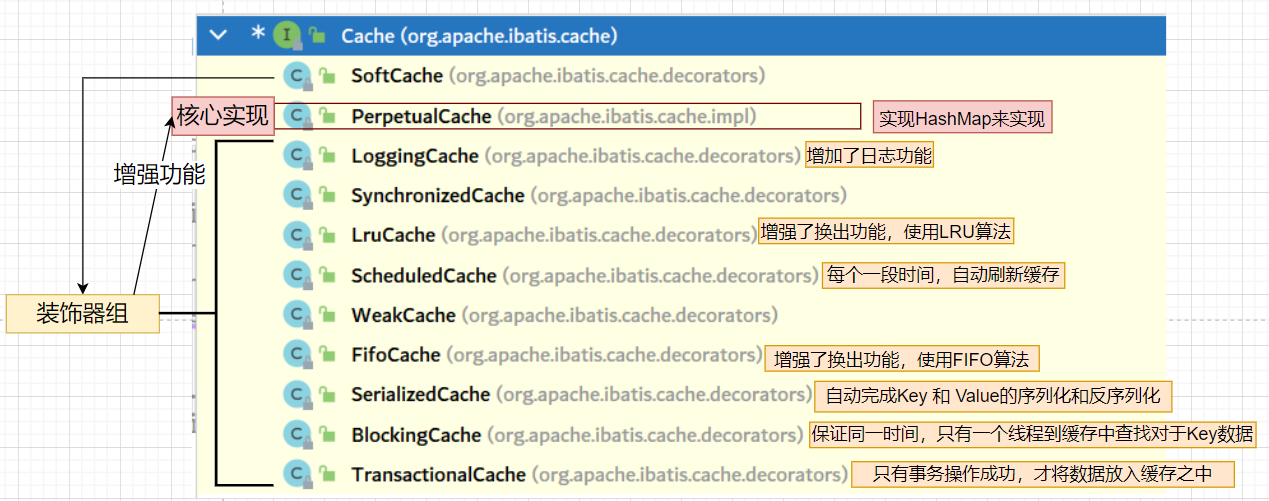 Cache (org.apache.ibatis.cache)
SoftCache (org.apache.ibatis.cache.decorators)
核心实现 PerpetualCache (org.apache.ibatis.cache.impl) 实现HashMap来实现
LoggingCache (org.apache.ibatis.cache.decorators) 增加了日志功能
增强功能
SynchronizedCache (org.apache.ibatis.cache.decorators)
LruCache (org.apache.ibatis.cache.decorators) 增强了换出功能，使用LRU算法
ScheduledCache (org.apache.ibatis.cache.decorators) 每个一段时间，自动刷新缓存
装饰器组 WeakCache (org.apache.ibatis.cache.decorators)
FifoCache (org.apache.ibatis.cache.decorators) 增强了换出功能，使用FIFO算法
SerializedCache (org.apache.ibatis.cache.decorators) 自动完成Key 和 Value的序列化和反序列化
BlockingCache (org.apache.ibatis.cache.decorators) 保证同一时间，只有一个线程到缓存中查找对于Key数据
TransactionalCache (org.apache.ibatis.cache.decorators) 只有事务操作成功，才将数据放入缓存之中